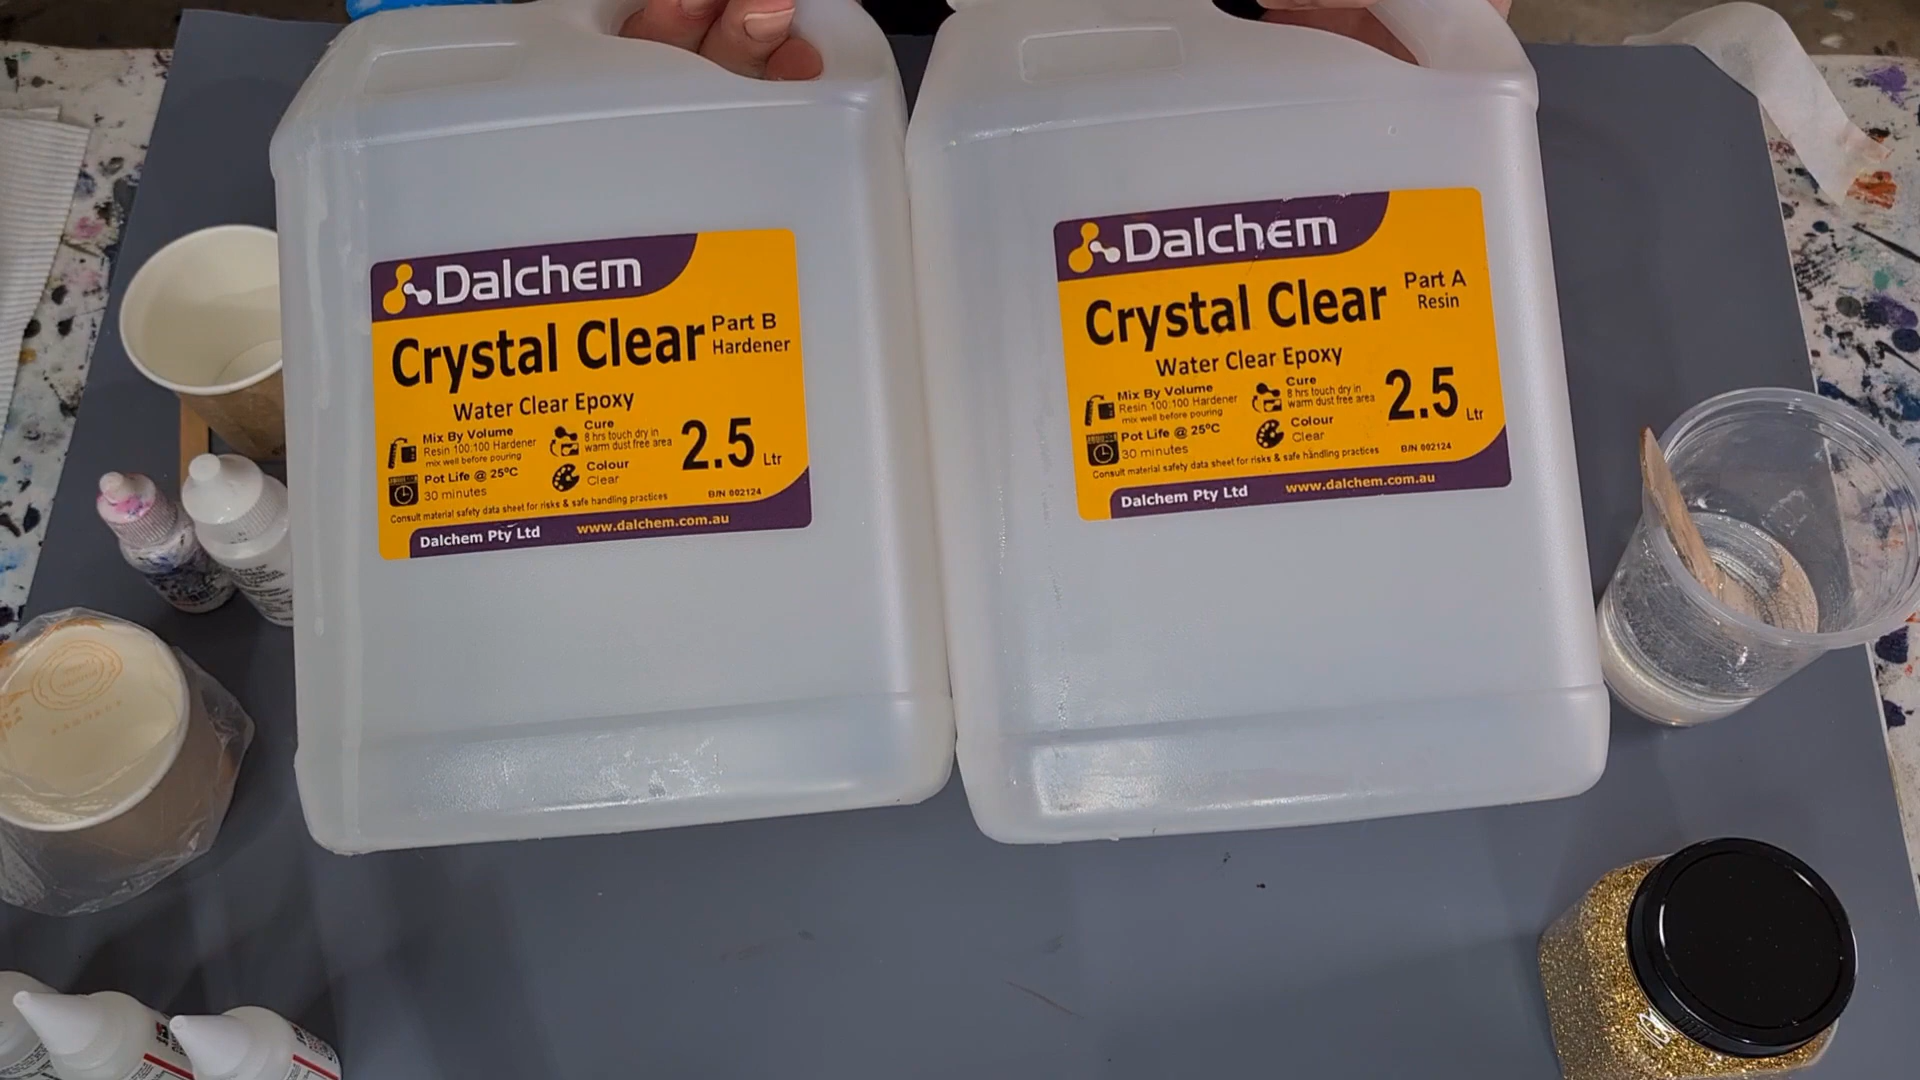 Dalchem
Crystal Clear
Part B
Hardener
Water Clear Epoxy
Mix By Volume
Resin 100:100 Hardener
mix well before pouring
Cure
8 hrs touch dry in
warm dust free area
Pot Life @ 25°C
30 minutes
Colour
Clear
2.5 Ltr
Consult material safety data sheet for risks & safe handling practices
B/N 002124
Dalchem Pty Ltd www.dalchem.com.au
Dalchem
Crystal Clear
Part A
Resin
Water Clear Epoxy
Mix By Volume
Resin 100:100 Hardener
mix well before pouring
Cure
8 hrs touch dry in
warm dust free area
Pot Life @ 25°C
30 minutes
Colour
Clear
2.5 Ltr
Consult material safety data sheet for risks & safe handling practices
B/N 002124
Dalchem Pty Ltd www.dalchem.com.au